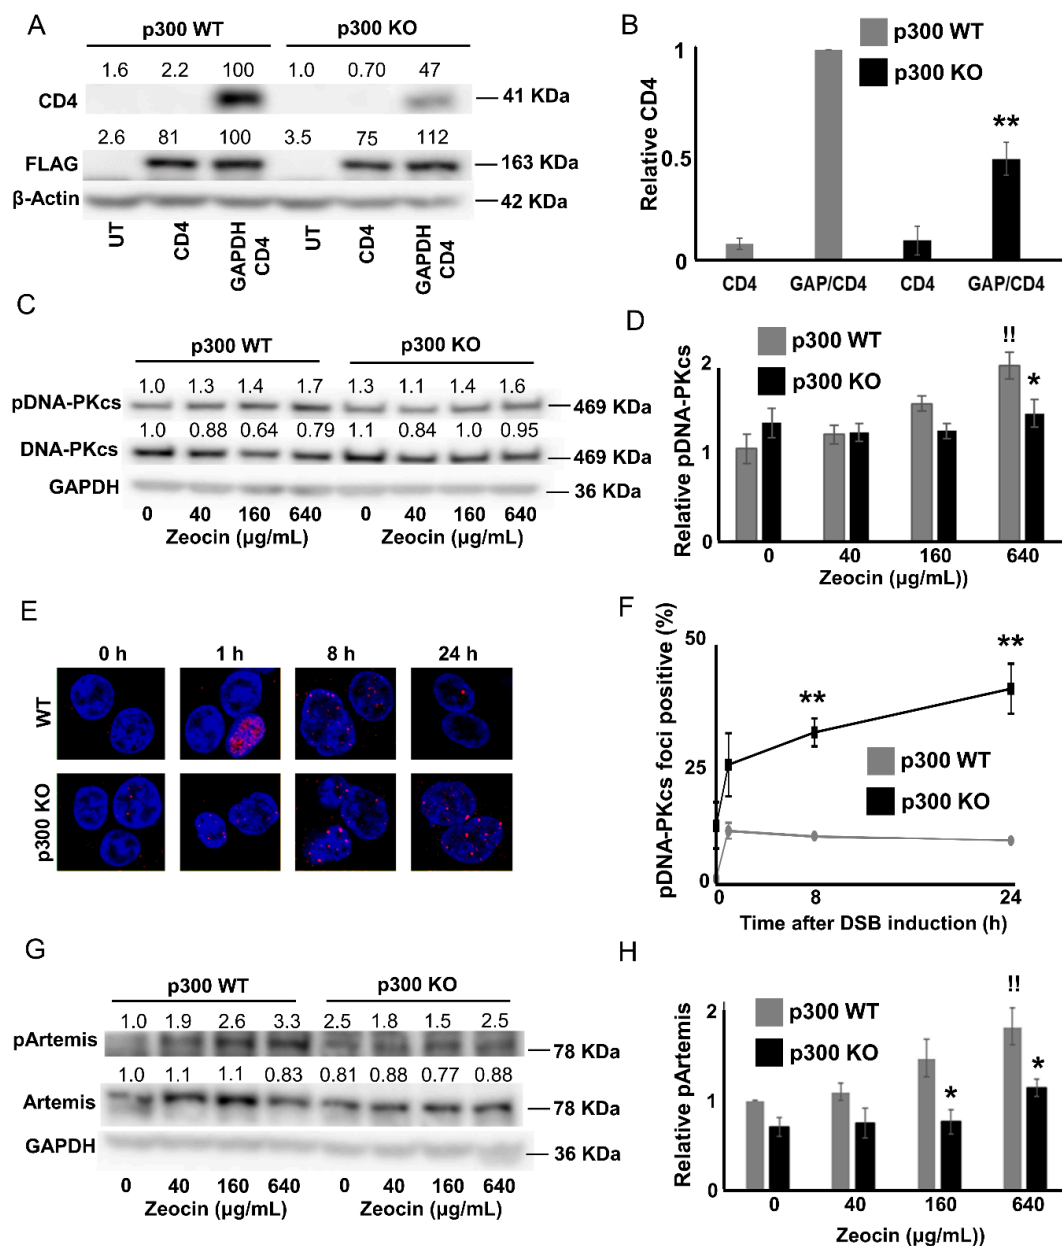 A
p300 WT p300 KO
1.6 2.2 100 1.0 0.70 47
CD4 41 KDa
2.6 81 100 3.5 75 112
FLAG 163 KDa
β-Actin 42 KDa
UT CD4 GAPDH CD4 UT CD4 GAPDH CD4
B
p300 WT
p300 KO
Relative CD4
1
0.5
0
**
CD4 GAP/CD4 CD4 GAP/CD4
C
p300 WT p300 KO
1.0 1.3 1.4 1.7 1.3 1.1 1.4 1.6
pDNA-PKcs 469 KDa
1.0 0.88 0.64 0.79 1.1 0.84 1.0 0.95
DNA-PKcs 469 KDa
GAPDH 36 KDa
0 40 160 640 0 40 160 640
Zeocin (µg/mL) Zeocin (µg/mL)
D
p300 WT
p300 KO
Relative pDNA-PKcs
2
1
0
!!
*
0 40 160 640
Zeocin (µg/mL))
E
0 h 1 h 8 h 24 h
WT
p300 KO
F
pDNA-PKcs foci positive (%)
50
25
0
**
**
p300 WT
p300 KO
0 8 24
Time after DSB induction (h)
G
p300 WT p300 KO
1.0 1.9 2.6 3.3 2.5 1.8 1.5 2.5
pArtemis 78 KDa
1.0 1.1 1.1 0.83 0.81 0.88 0.77 0.88
Artemis 78 KDa
GAPDH 36 KDa
0 40 160 640 0 40 160 640
Zeocin (µg/mL) Zeocin (µg/mL)
H
p300 WT
p300 KO
Relative pArtemis
2
1
0
!!
*
*
0 40 160 640
Zeocin (µg/mL))